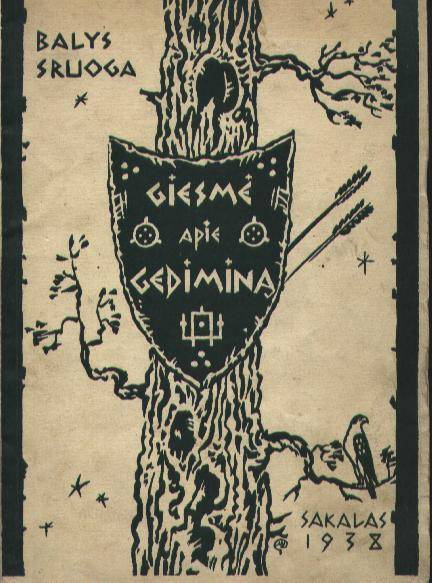 BALYS
SRUOGA
GIESMĖ
APIE
GEDIMINĄ
SAKALAS
1938